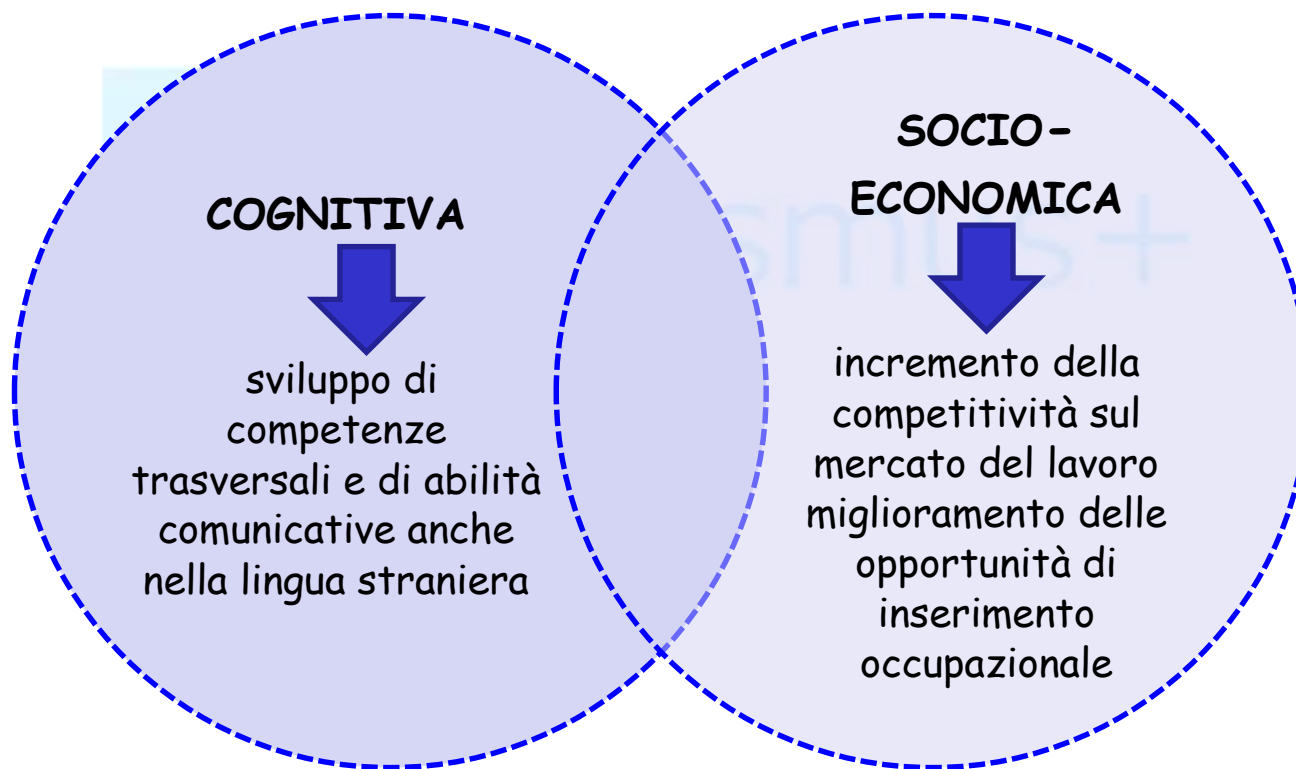 COGNITIVA
sviluppo di
competenze
trasversali e di abilità
comunicative anche
nella lingua straniera
SOCIO-
ECONOMICA
incremento della
competitività sul
mercato del lavoro
miglioramento delle
opportunità di
inserimento
occupazionale
smus+